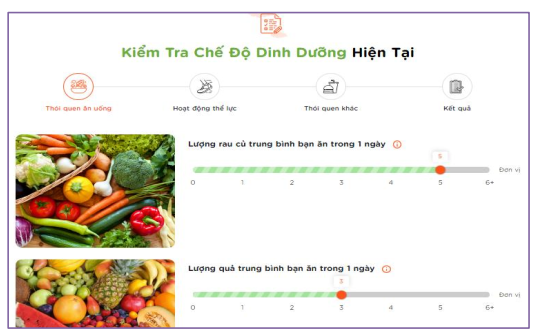 Kiểm Tra Chế Độ Dinh Dưỡng Hiện Tại
Thói quen ăn uống
Hoạt động thể lực
Thói quen khác
Kết quả
Lượng rau củ trung bình bạn ăn trong 1 ngày
5
Đơn vị
0 1 2 3 4 5 6+
Lượng quả trung bình bạn ăn trong 1 ngày
3
Đơn vị
0 1 2 3 4 5 6+